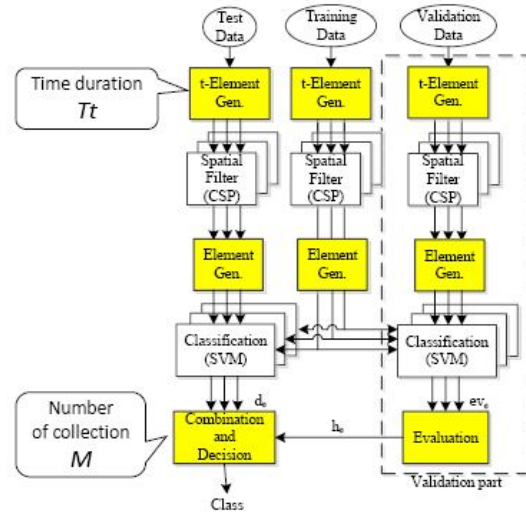 Test
Data
Training
Data
Validation
Data
Time duration
Tt
t-Element
Gen.
t-Element
Gen.
t-Element
Gen.
Spatial
Filter
(CSP)
Spatial
Filter
(CSP)
Spatial
Filter
(CSP)
Element
Gen.
Element
Gen.
Element
Gen.
Classification
(SVM)
Classification
(SVM)
Number
of collection
M
dₑ
evₑ
Combination
and
Decision
hₑ
Evaluation
Validation part
Class